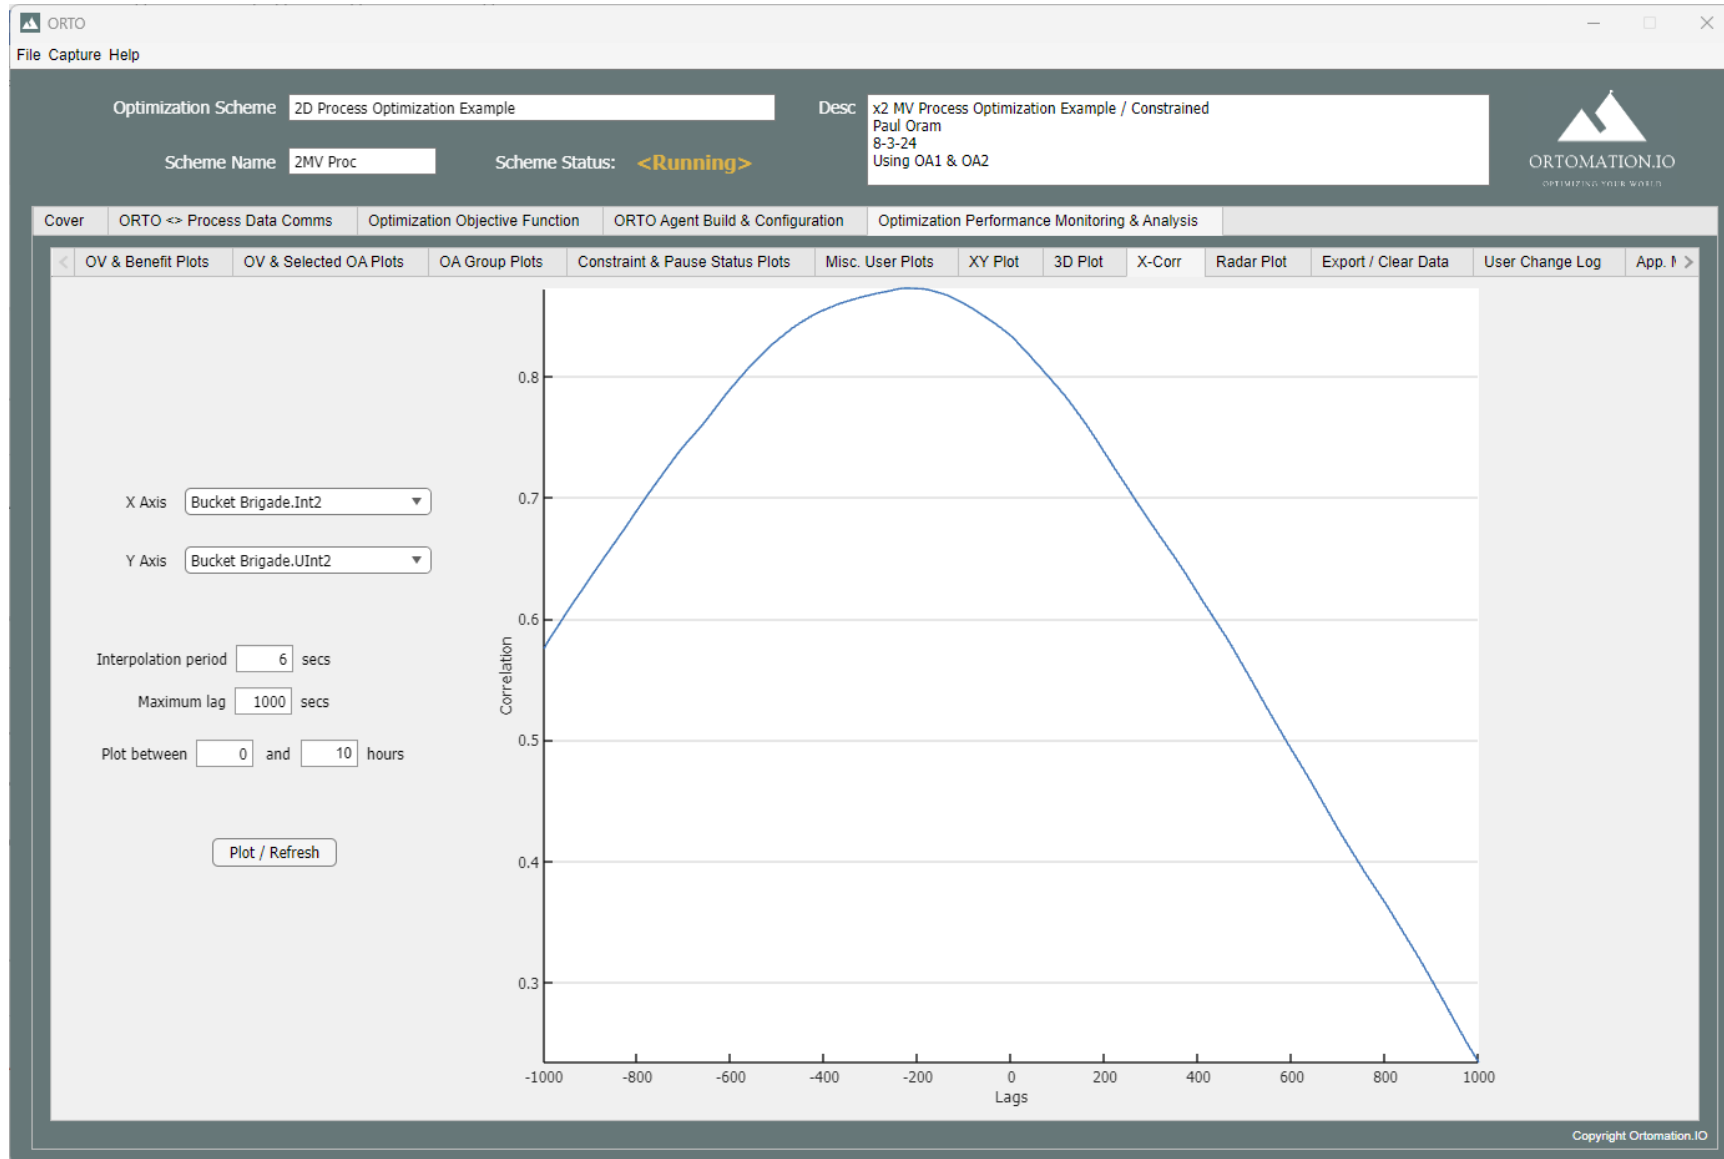 ORTO
File Capture Help
Optimization Scheme 2D Process Optimization Example
Desc x2 MV Process Optimization Example / Constrained
Paul Oram
8-3-24
Using OA1 & OA2
Scheme Name 2MV Proc Scheme Status: <Running>
ORTOMATION.IO
OPTIMIZING YOUR WORLD
Cover ORTO <> Process Data Comms Optimization Objective Function ORTO Agent Build & Configuration Optimization Performance Monitoring & Analysis
< OV & Benefit Plots OV & Selected OA Plots OA Group Plots Constraint & Pause Status Plots Misc. User Plots XY Plot 3D Plot X-Corr Radar Plot Export / Clear Data User Change Log App. >
X Axis Bucket Brigade.Int2
Y Axis Bucket Brigade.UInt2
Interpolation period 6 secs
Maximum lag 1000 secs
Plot between 0 and 10 hours
Plot / Refresh
Correlation
0.8
0.7
0.6
0.5
0.4
0.3
-1000 -800 -600 -400 -200 0 200 400 600 800 1000
Lags
Copyright Ortomation.IO